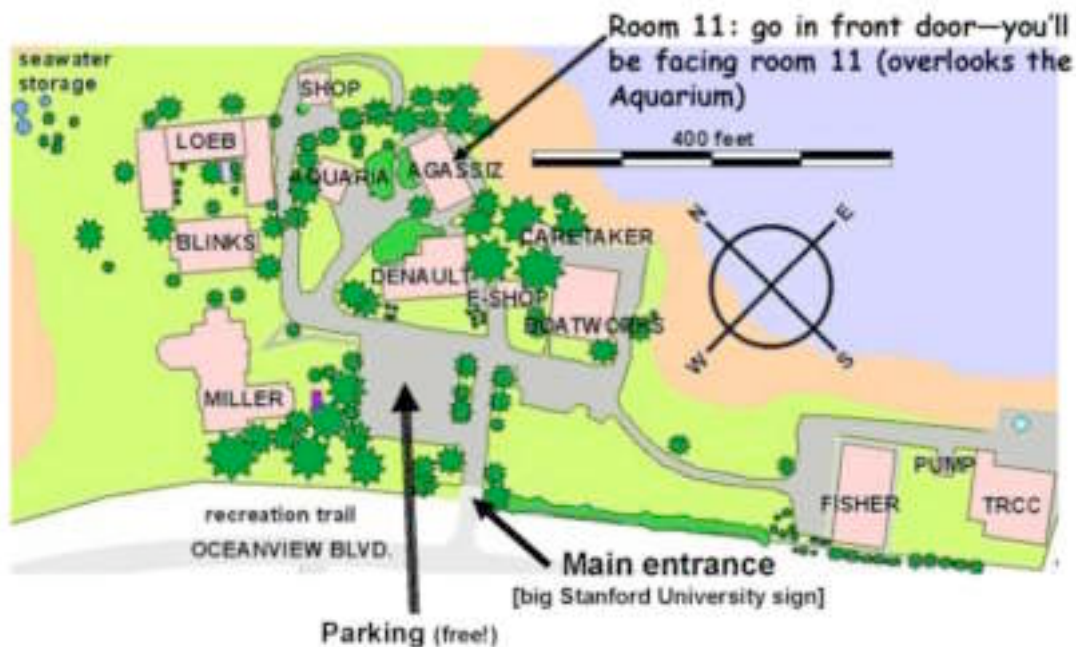 Room 11: go in front door—you'll
be facing room 11 (overlooks the
Aquarium)
seawater
storage
SHOP
400 feet
LOEB
AQUARIA
AGASSIZ
N
E
BLINKS
CARETAKER
DENAULT
E-SHOP
BOATWORKS
W
S
MILLER
PUMP
FISHER
TRCC
recreation trail
OCEANVIEW BLVD.
Main entrance
[big Stanford University sign]
Parking (free!)